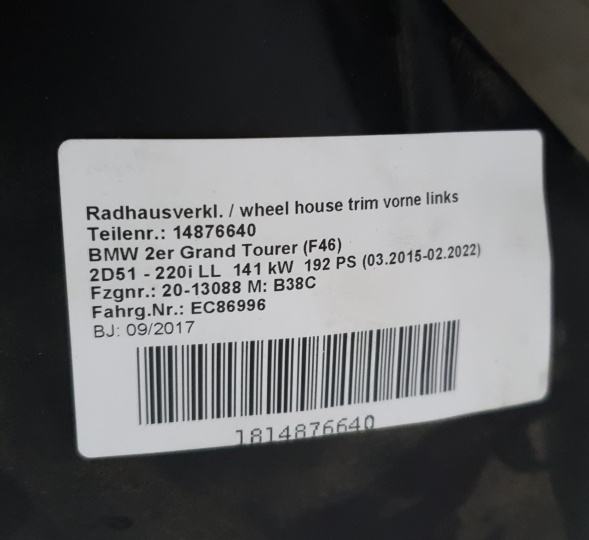 Radhausverkl. / wheel house trim vorne links
Teilenr.: 14876640
BMW 2er Grand Tourer (F46)
2D51 - 220i LL 141 kW 192 PS (03.2015-02.2022)
Fzgnr.: 20-13088 M: B38C
Fahrg.Nr.: EC86996
BJ: 09/2017
1814876640